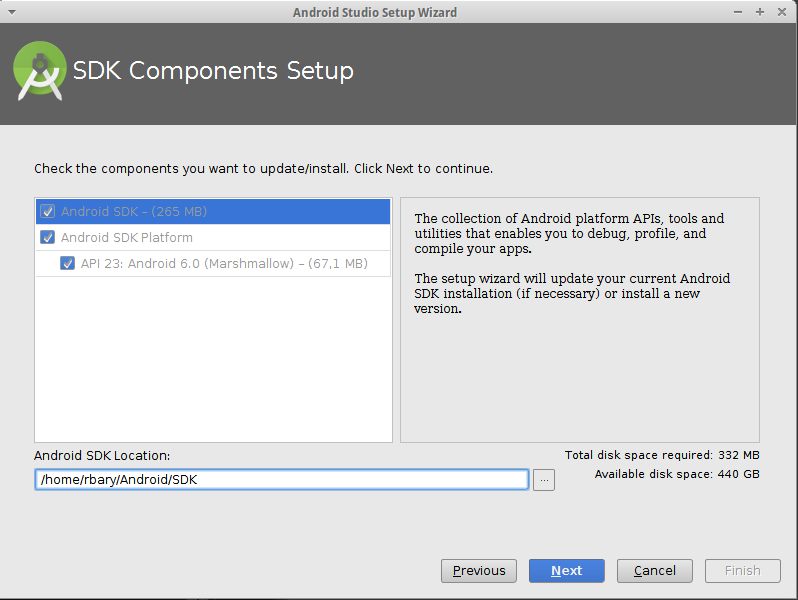 Android Studio Setup Wizard
SDK Components Setup
Check the components you want to update/install. Click Next to continue.
Android SDK – (265 MB)
Android SDK Platform
API 23: Android 6.0 (Marshmallow) – (67,1 MB)
The collection of Android platform APIs, tools and
utilities that enables you to debug, profile, and
compile your apps.
The setup wizard will update your current Android
SDK installation (if necessary) or install a new
version.
Android SDK Location:
/home/rbary/Android/SDK
...
Total disk space required: 332 MB
Available disk space: 440 GB
Previous
Next
Cancel
Finish